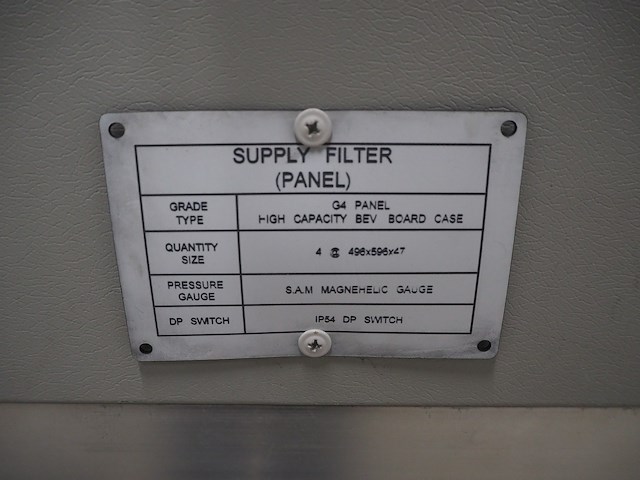 SUPPLY FILTER
(PANEL)
GRADE TYPE
G4 PANEL
HIGH CAPACITY BEV BOARD CASE
QUANTITY SIZE
4 @ 496x596x47
PRESSURE GAUGE
S.A.M MAGNEHELIC GAUGE
DP SWITCH
IP54 DP SWITCH